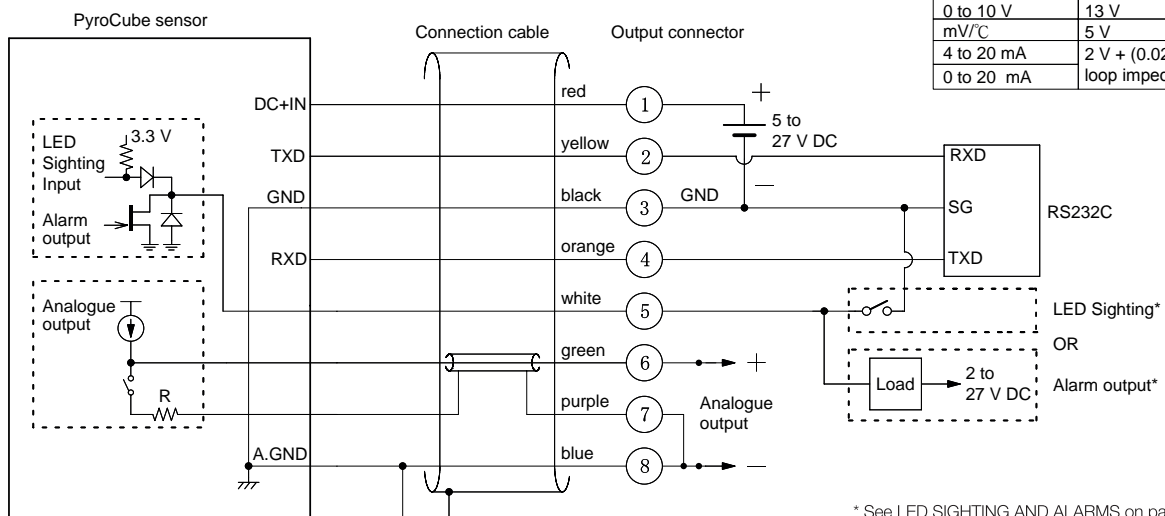 PyroCube sensor
Connection cable
Output connector
0 to 10 V 13 V
mV/℃ 5 V
4 to 20 mA 2 V + (0.02
0 to 20 mA loop imped
DC+IN
red
1
+
5 to
27 V DC
LED
Sighting
Input
3.3 V
TXD
yellow
2
RXD
−
GND
black
3
GND
SG
RS232C
Alarm
output
RXD
orange
4
TXD
white
5
LED Sighting*
Analogue
output
OR
green
6
+
Load
2 to
27 V DC
Alarm output*
R
purple
7
Analogue
output
A.GND
blue
8
−
* See LED SIGHTING AND ALARMS on pa